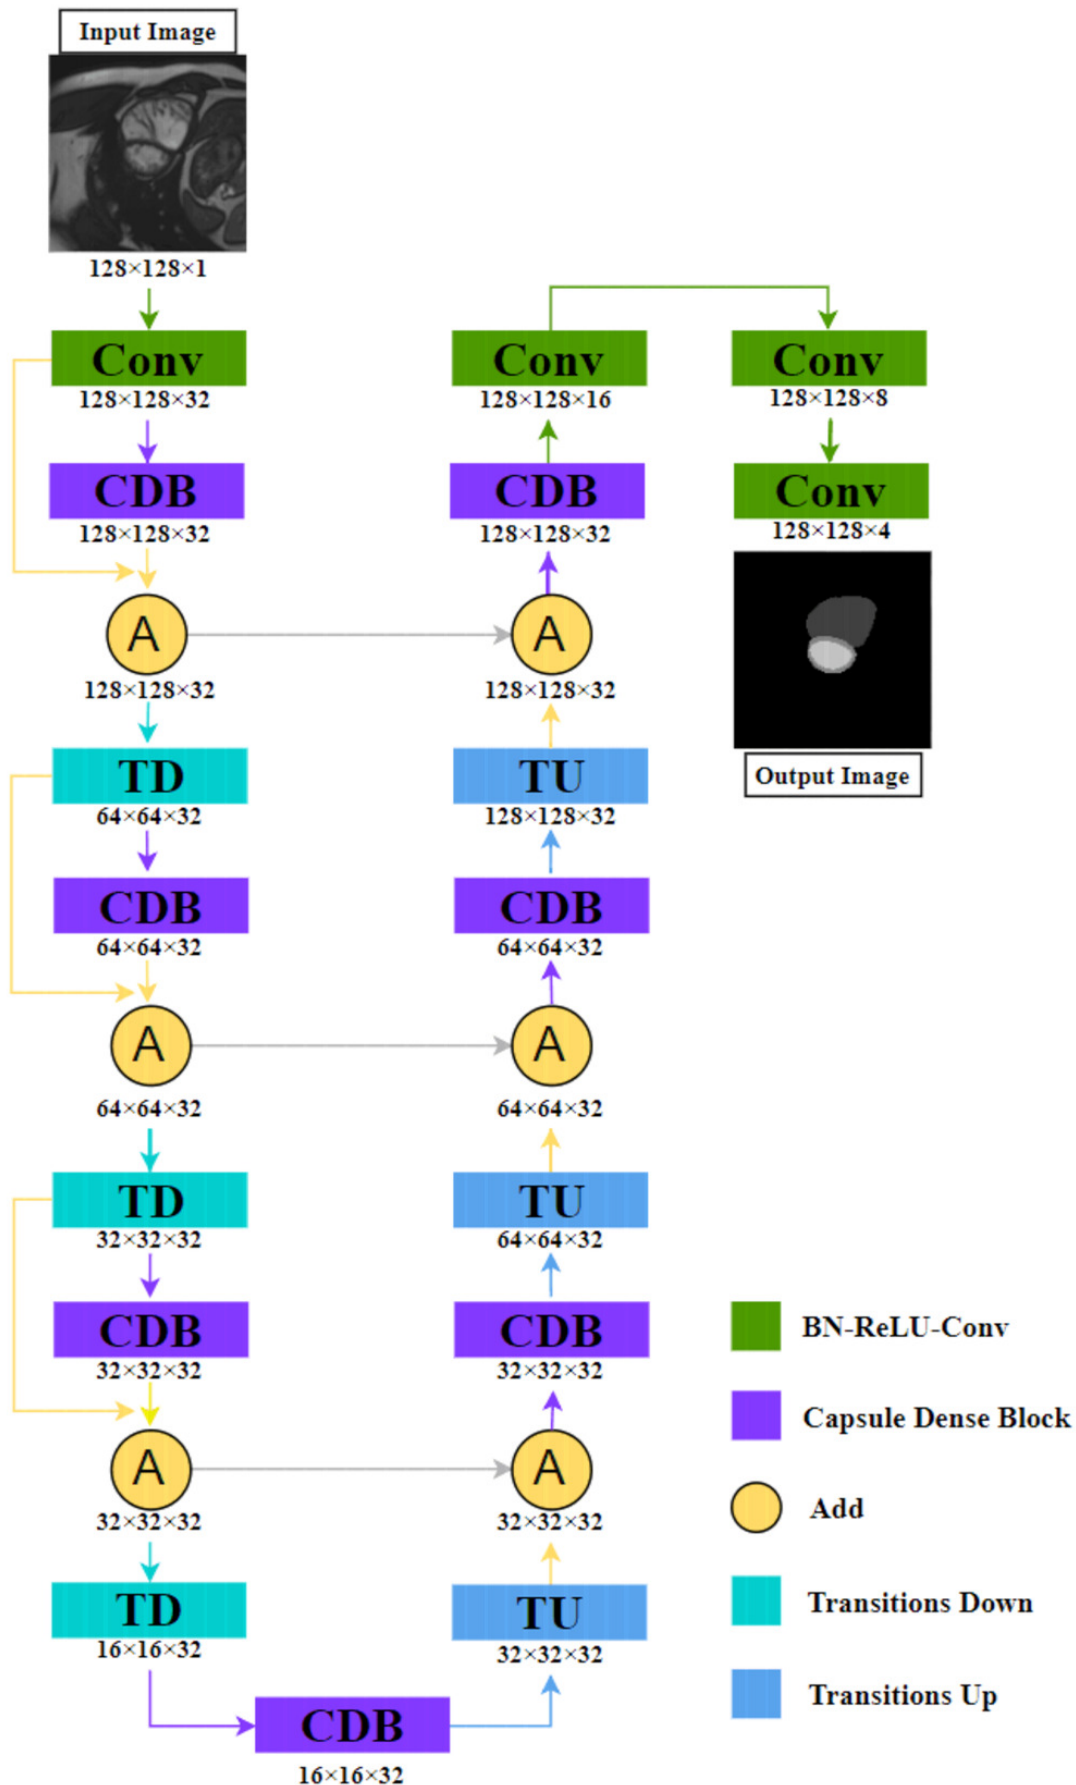 Input Image
128×128×1
Conv
128×128×32
CDB
128×128×32
A
128×128×32
TD
64×64×32
CDB
64×64×32
A
64×64×32
TD
32×32×32
CDB
32×32×32
A
32×32×32
TD
16×16×32
CDB
16×16×32
TU
32×32×32
A
32×32×32
CDB
32×32×32
TU
64×64×32
A
64×64×32
CDB
64×64×32
TU
128×128×32
A
128×128×32
CDB
128×128×32
Conv
128×128×16
Conv
128×128×8
Conv
128×128×4
Output Image
BN-ReLU-Conv
Capsule Dense Block
Add
Transitions Down
Transitions Up